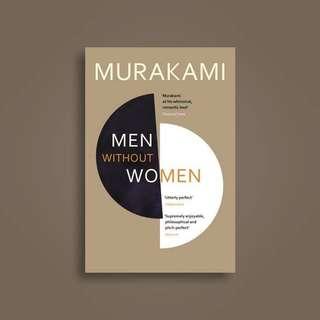 MURAKAMI
'Murakami
at his whimsical,
romantic best'
MEN
WITHOUT
WOMEN
'Utterly perfect'
'Supremely enjoyable,
philosophical and
pitch-perfect'